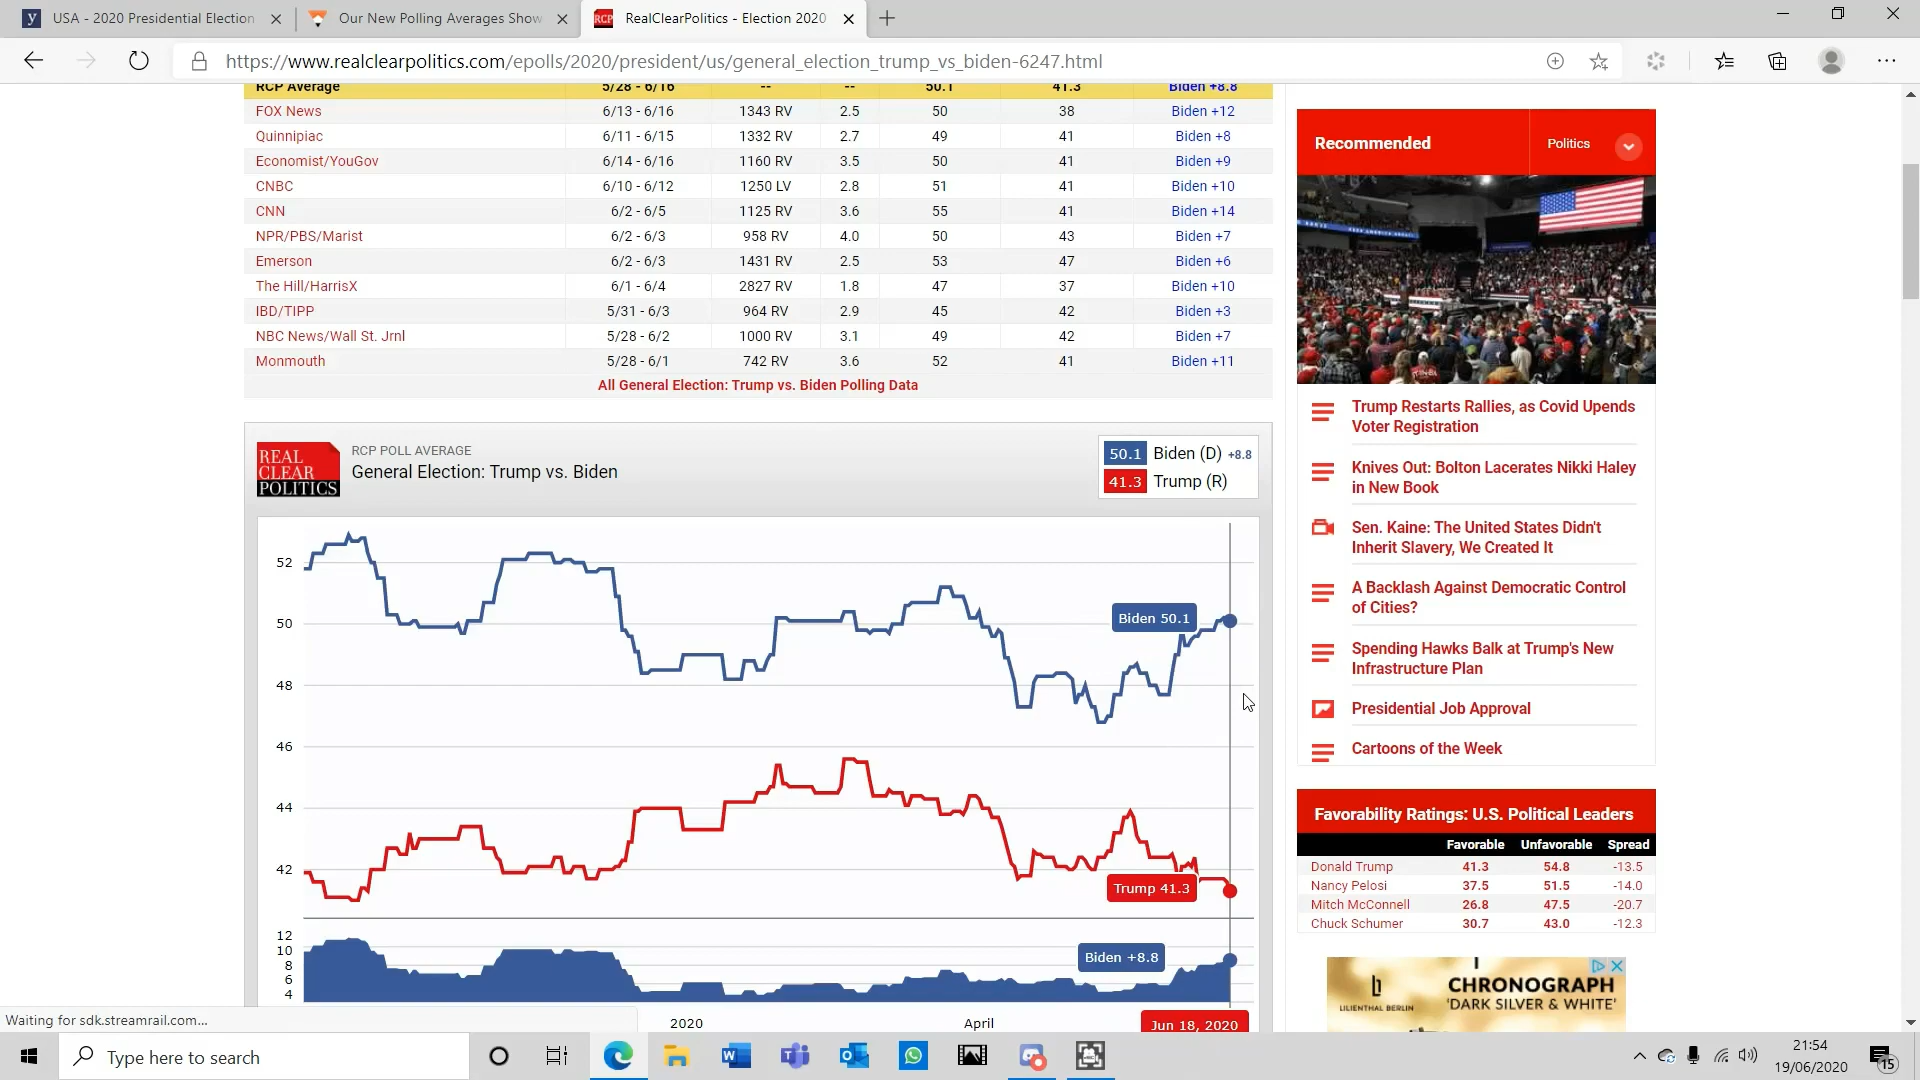 USA - 2020 Presidential Election
Our New Polling Averages Show
RealClearPolitics - Election 2020
https://www.realclearpolitics.com/epolls/2020/president/us/general_election_trump_vs_biden-6247.html
RCP Average 5/28 - 6/16 -- -- 50.1 41.3 Biden +8.8
FOX News 6/13 - 6/16 1343 RV 2.5 50 38 Biden +12
Quinnipiac 6/11 - 6/15 1332 RV 2.7 49 41 Biden +8
Economist/YouGov 6/14 - 6/16 1160 RV 3.5 50 41 Biden +9
CNBC 6/10 - 6/12 1250 LV 2.8 51 41 Biden +10
CNN 6/2 - 6/5 1125 RV 3.6 55 41 Biden +14
NPR/PBS/Marist 6/2 - 6/3 958 RV 4.0 50 43 Biden +7
Emerson 6/2 - 6/3 1431 RV 2.5 53 47 Biden +6
The Hill/HarrisX 6/1 - 6/4 2827 RV 1.8 47 37 Biden +10
IBD/TIPP 5/31 - 6/3 964 RV 2.9 45 42 Biden +3
NBC News/Wall St. Jrnl 5/28 - 6/2 1000 RV 3.1 49 42 Biden +7
Monmouth 5/28 - 6/1 742 RV 3.6 52 41 Biden +11
All General Election: Trump vs. Biden Polling Data
REAL
CLEAR
POLITICS
RCP POLL AVERAGE
General Election: Trump vs. Biden
50.1 Biden (D) +8.8
41.3 Trump (R)
52
50
48
46
44
42
Biden 50.1
Trump 41.3
12
10
8
6
4
Biden +8.8
2020
April
Jun 18, 2020
Recommended
Politics
Trump Restarts Rallies, as Covid Upends
Voter Registration
Knives Out: Bolton Lacerates Nikki Haley
in New Book
Sen. Kaine: The United States Didn't
Inherit Slavery, We Created It
A Backlash Against Democratic Control
of Cities?
Spending Hawks Balk at Trump's New
Infrastructure Plan
Presidential Job Approval
Cartoons of the Week
Favorability Ratings: U.S. Political Leaders
Favorable Unfavorable Spread
Donald Trump 41.3 54.8 -13.5
Nancy Pelosi 37.5 51.5 -14.0
Mitch McConnell 26.8 47.5 -20.7
Chuck Schumer 30.7 43.0 -12.3
LILIENTHAL BERLIN
CHRONOGRAPH
'DARK SILVER & WHITE'
Waiting for sdk.streamrail.com...
Type here to search
21:54
19/06/2020
15